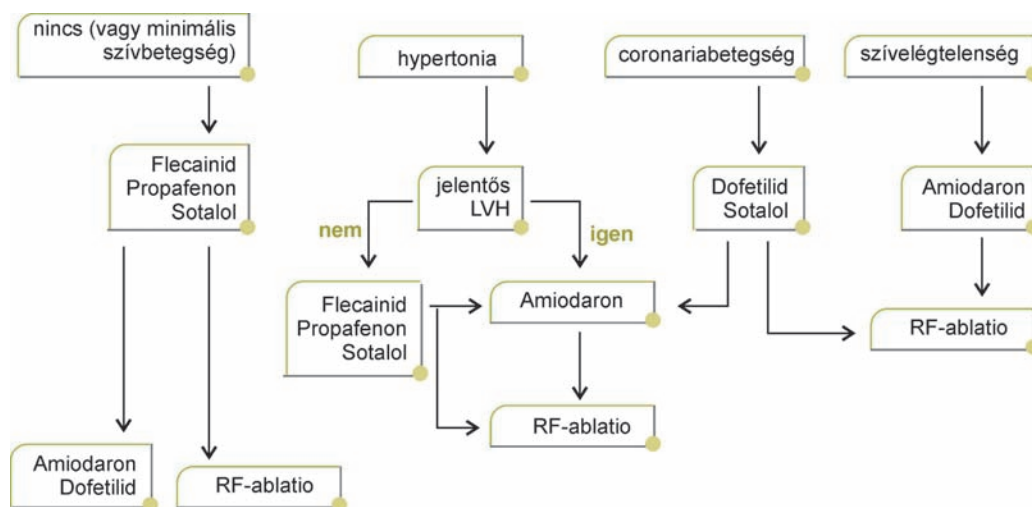 nincs (vagy minimális
szívbetegség)
hypertonia
coronariabetegség
szívelégtelenség
Flecainid
Propafenon
Sotalol
jelentős
LVH
Dofetilid
Sotalol
Amiodaron
Dofetilid
nem
igen
Flecainid
Propafenon
Sotalol
Amiodaron
RF-ablatio
RF-ablatio
Amiodaron
Dofetilid
RF-ablatio